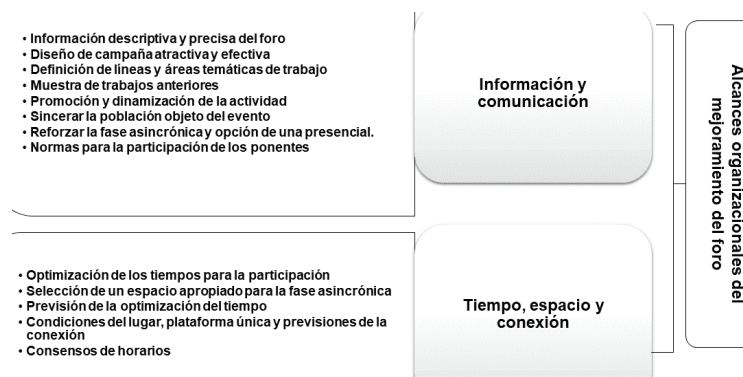 • Información descriptiva y precisa del foro
• Diseño de campaña atractiva y efectiva
• Definición de líneas y áreas temáticas de trabajo
• Muestra de trabajos anteriores
• Promoción y dinamización de la actividad
• Sincerar la población objeto del evento
• Reforzar la fase asincrónica y opción de una presencial.
• Normas para la participación de los ponentes
Información y
comunicación
• Optimización de los tiempos para la participación
• Selección de un espacio apropiado para la fase asincrónica
• Previsión de la optimización del tiempo
• Condiciones del lugar, plataforma única y previsiones de la
conexión
• Consensos de horarios
Tiempo, espacio y
conexión
Alcances organizacionales del
mejoramiento del foro